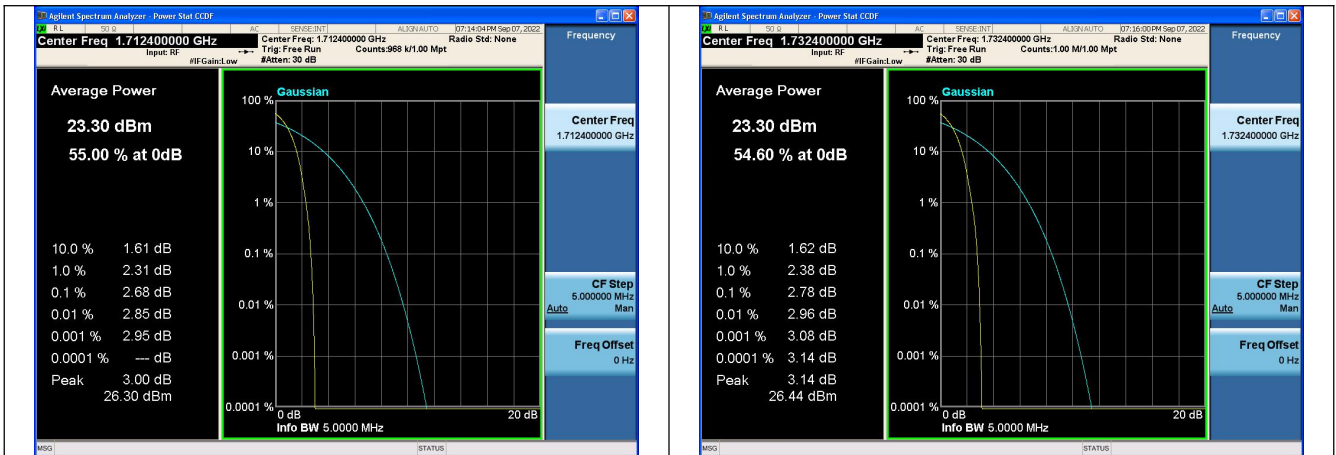 Agilent Spectrum Analyzer - Power Stat CCDF
LXI RL 50 Ω AC SENSE:INT ALIGN AUTO 07:14:04 PM Sep 07, 2022
Center Freq 1.712400000 GHz Center Freq: 1.712400000 GHz Radio Std: None
Input: RF Trig: Free Run Counts:968 k/1.00 Mpt
#IFGain:Low #Atten: 30 dB
Frequency
Average Power
23.30 dBm
55.00 % at 0dB
10.0 % 1.61 dB
1.0 % 2.31 dB
0.1 % 2.68 dB
0.01 % 2.85 dB
0.001 % 2.95 dB
0.0001 % --- dB
Peak 3.00 dB
26.30 dBm
Gaussian
100 %
10 %
1 %
0.1 %
0.01 %
0.001 %
0.0001 %
0 dB 20 dB
Info BW 5.0000 MHz
Center Freq
1.712400000 GHz
CF Step
5.000000 MHz
Auto Man
Freq Offset
0 Hz
MSG STATUS
Agilent Spectrum Analyzer - Power Stat CCDF
LXI RL 50 Ω AC SENSE:INT ALIGN AUTO 07:16:00 PM Sep 07, 2022
Center Freq 1.732400000 GHz Center Freq: 1.732400000 GHz Radio Std: None
Input: RF Trig: Free Run Counts:1.00 M/1.00 Mpt
#IFGain:Low #Atten: 30 dB
Frequency
Average Power
23.30 dBm
54.60 % at 0dB
10.0 % 1.62 dB
1.0 % 2.38 dB
0.1 % 2.78 dB
0.01 % 2.96 dB
0.001 % 3.08 dB
0.0001 % 3.14 dB
Peak 3.14 dB
26.44 dBm
Gaussian
100 %
10 %
1 %
0.1 %
0.01 %
0.001 %
0.0001 %
0 dB 20 dB
Info BW 5.0000 MHz
Center Freq
1.732400000 GHz
CF Step
5.000000 MHz
Auto Man
Freq Offset
0 Hz
MSG STATUS